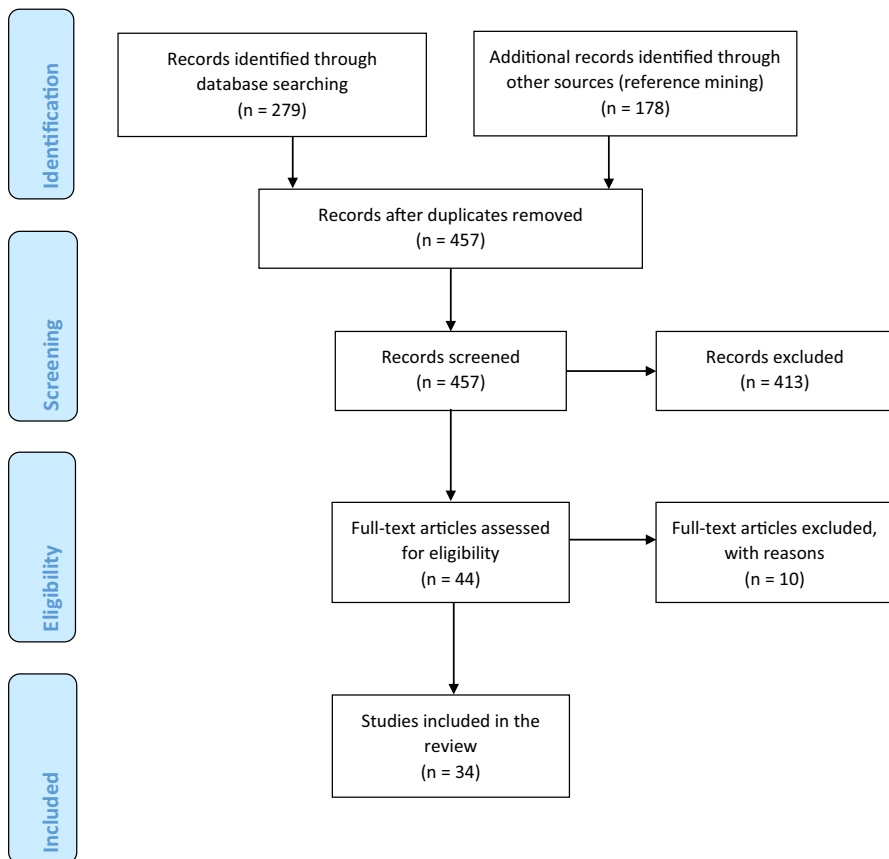 Identification
Records identified through
database searching
(n = 279)
Additional records identified through
other sources (reference mining)
(n = 178)
Records after duplicates removed
(n = 457)
Screening
Records screened
(n = 457)
Records excluded
(n = 413)
Eligibility
Full-text articles assessed
for eligibility
(n = 44)
Full-text articles excluded,
with reasons
(n = 10)
Included
Studies included in the
review
(n = 34)